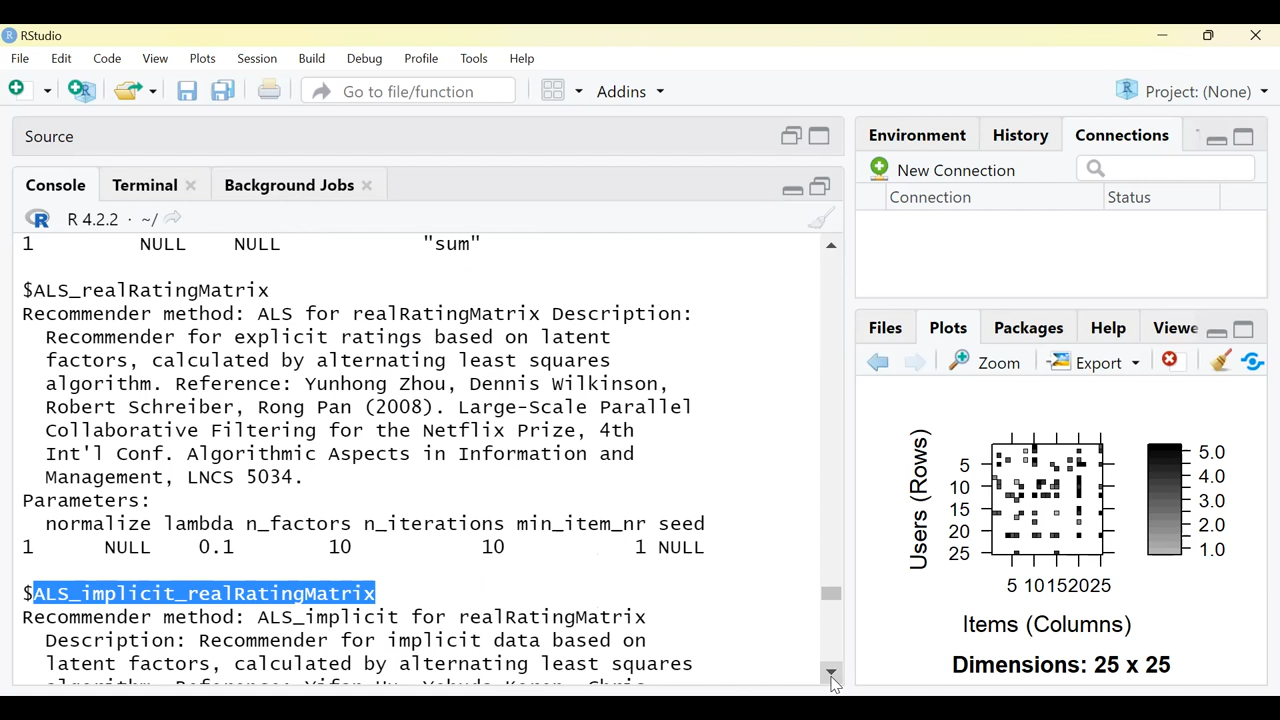 RStudio
File Edit Code View Plots Session Build Debug Profile Tools Help
Go to file/function Addins Project: (None)
Source
Console Terminal Background Jobs
R 4.2.2 · ~/
1 NULL NULL "sum"
$ALS_realRatingMatrix
Recommender method: ALS for realRatingMatrix Description:
Recommender for explicit ratings based on latent
factors, calculated by alternating least squares
algorithm. Reference: Yunhong Zhou, Dennis Wilkinson,
Robert Schreiber, Rong Pan (2008). Large-Scale Parallel
Collaborative Filtering for the Netflix Prize, 4th
Int'l Conf. Algorithmic Aspects in Information and
Management, LNCS 5034.
Parameters:
normalize lambda n_factors n_iterations min_item_nr seed
1 NULL 0.1 10 10 1 NULL
$ALS_implicit_realRatingMatrix
Recommender method: ALS_implicit for realRatingMatrix
Description: Recommender for implicit data based on
latent factors, calculated by alternating least squares
Environment History Connections
New Connection
Connection Status
Files Plots Packages Help Viewe
Zoom Export
Users (Rows)
5
10
15
20
25
5 10 15 20 25
Items (Columns)
Dimensions: 25 x 25
5.0
4.0
3.0
2.0
1.0